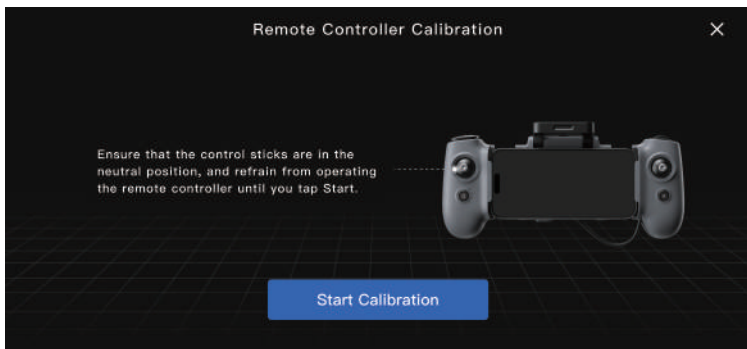 Remote Controller Calibration
Ensure that the control sticks are in the
neutral position, and refrain from operating
the remote controller until you tap Start.
Start Calibration